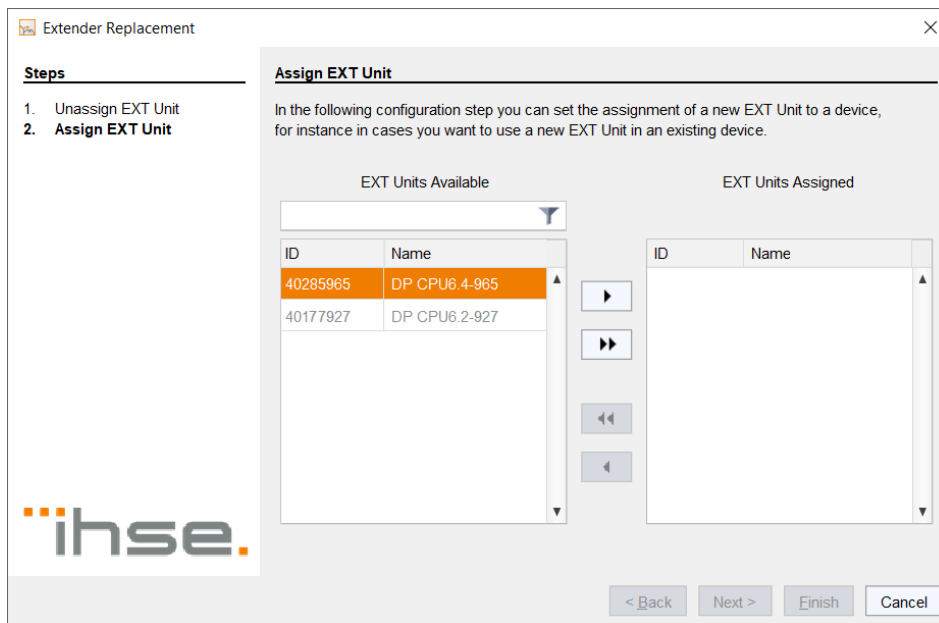 Extender Replacement
Steps
1. Unassign EXT Unit
2. Assign EXT Unit
Assign EXT Unit
In the following configuration step you can set the assignment of a new EXT Unit to a device,
for instance in cases you want to use a new EXT Unit in an existing device.
EXT Units Available
EXT Units Assigned
ID Name
40285965 DP CPU6.4-965
40177927 DP CPU6.2-927
ID Name
ihse.
< Back Next > Finish Cancel